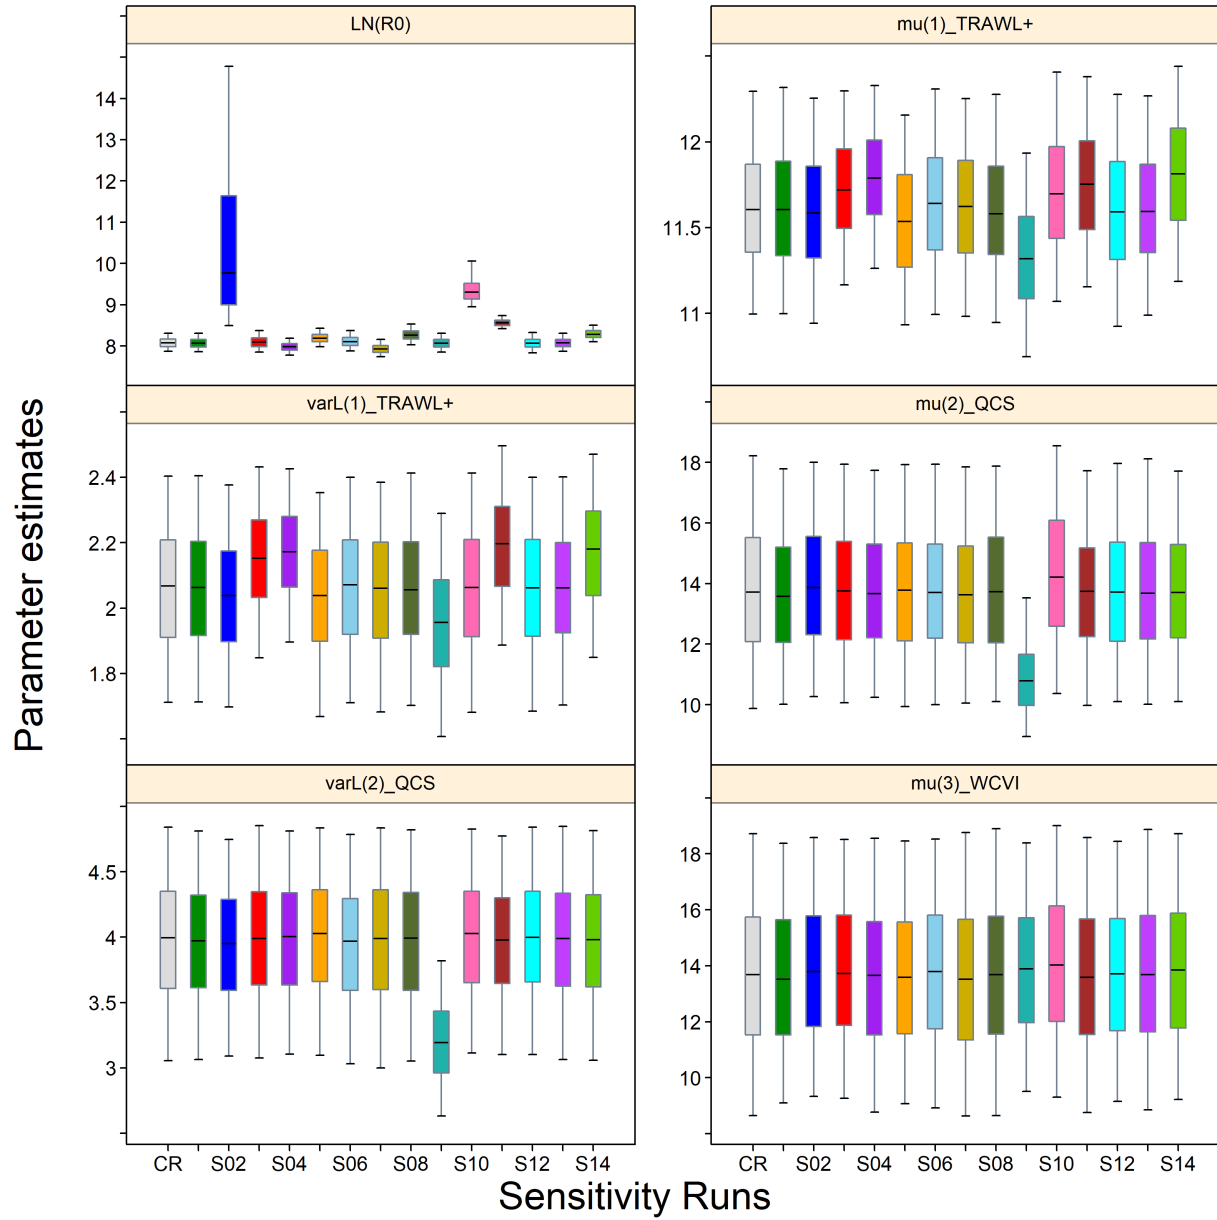 LN(R0)
mu(1)_TRAWL+
14
13
12
11
10
9
8
12
11.5
11
varL(1)_TRAWL+
mu(2)_QCS
2.4
2.2
2
1.8
18
16
14
12
10
varL(2)_QCS
mu(3)_WCVI
4.5
4
3.5
3
18
16
14
12
10
CR S02 S04 S06 S08 S10 S12 S14
CR S02 S04 S06 S08 S10 S12 S14
Parameter estimates
Sensitivity Runs